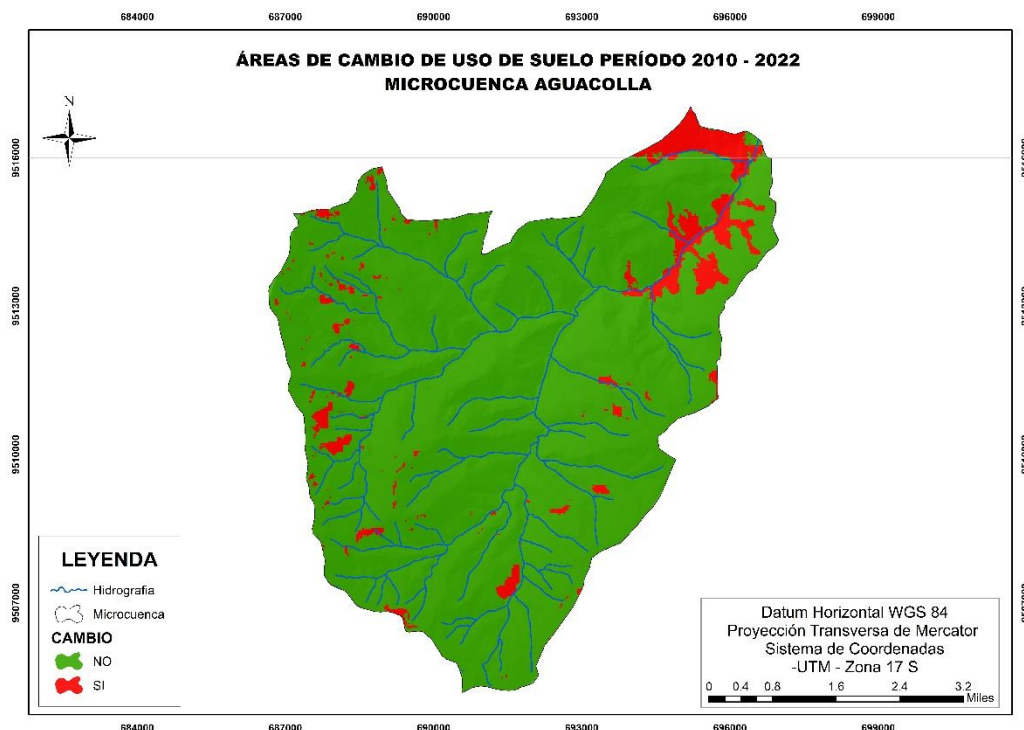 684000 687000 690000 693000 696000 699000
ÁREAS DE CAMBIO DE USO DE SUELO PERÍODO 2010 - 2022
MICROCUENCA AGUACOLLA
N
9516000
9513000
9510000
9507000
LEYENDA
Hidrografía
Microcuenca
CAMBIO
NO
SI
Datum Horizontal WGS 84
Proyección Transversa de Mercator
Sistema de Coordenadas
-UTM - Zona 17 S
0 0.4 0.8 1.6 2.4 3.2
Miles
684000 687000 690000 693000 696000 699000